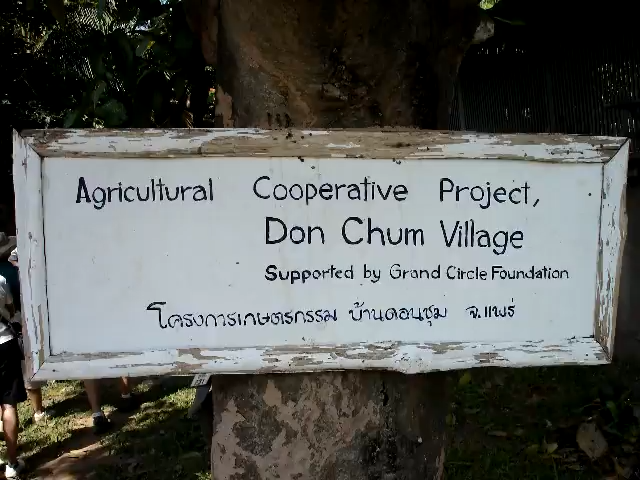 Agricultural Cooperative Project,
Don Chum Village
Supported by Grand Circle Foundation
โครงการเกษตรกรรม บ้านดอนชุม จ.แพร่